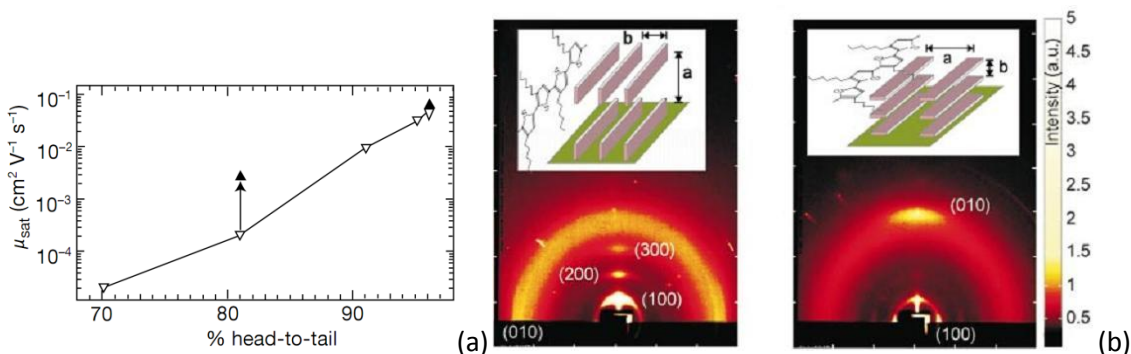 10⁻¹
10⁻²
10⁻³
10⁻⁴
μsat (cm² V⁻¹ s⁻¹)
70 80 90
% head-to-tail
(a)
b
a
(300)
(200)
(100)
(010)
a
b
(010)
(100)
5
4.5
4
3.5
3
2.5
2
1.5
1
0.5
Intensity (a.u.)
(b)